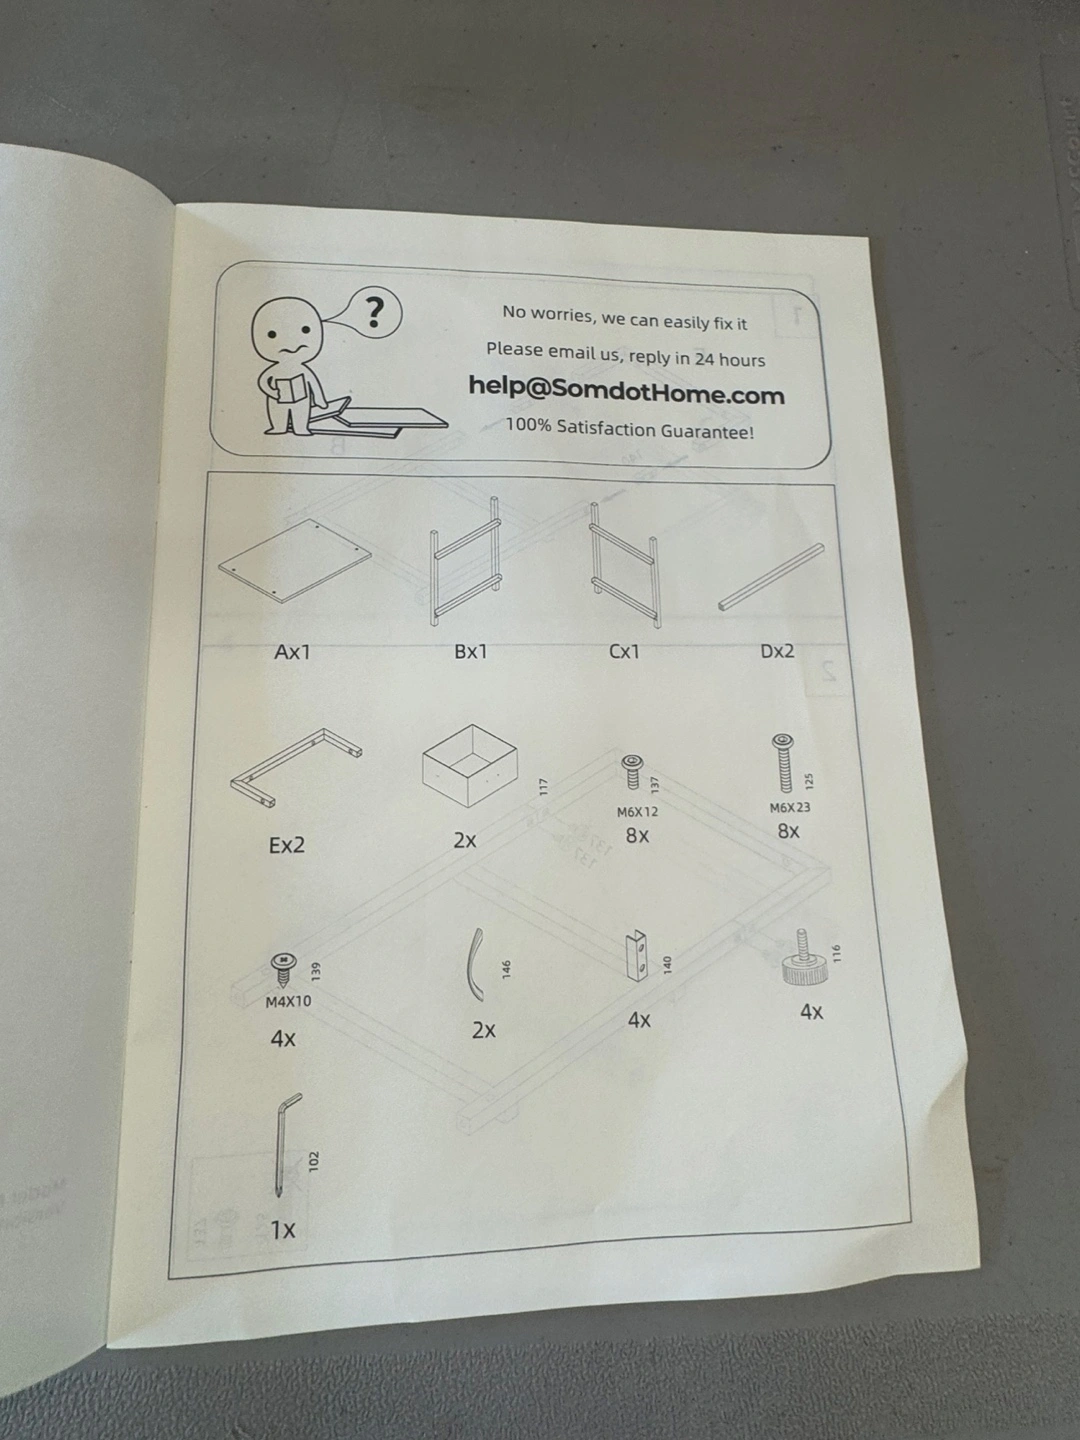 ?
No worries, we can easily fix it
Please email us, reply in 24 hours
help@SomdotHome.com
100% Satisfaction Guarantee!
Ax1
Bx1
Cx1
Dx2
Ex2
117
2x
137
M6X12
8x
125
M6X23
8x
139
M4X10
4x
146
2x
140
4x
116
4x
102
1x